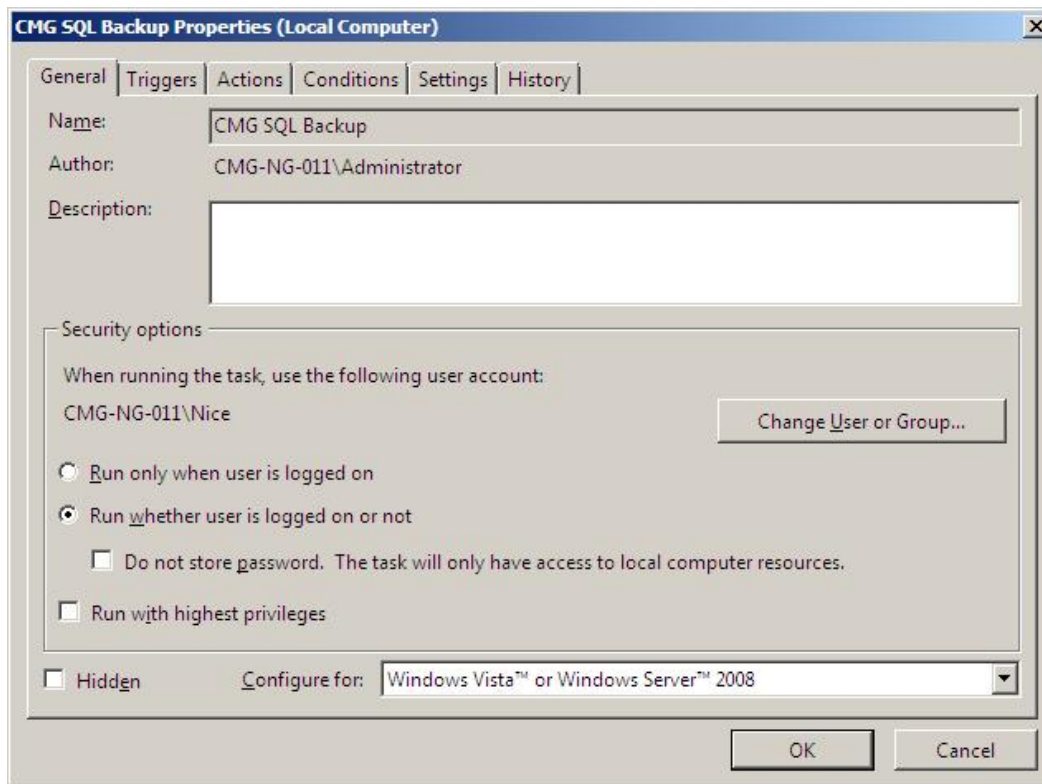 CMG SQL Backup Properties (Local Computer)
General Triggers Actions Conditions Settings History
Name: CMG SQL Backup
Author: CMG-NG-011\Administrator
Description:
Security options
When running the task, use the following user account:
CMG-NG-011\Nice
Change User or Group...
Run only when user is logged on
Run whether user is logged on or not
Do not store password. The task will only have access to local computer resources.
Run with highest privileges
Hidden Configure for: Windows Vista™ or Windows Server™ 2008
OK Cancel